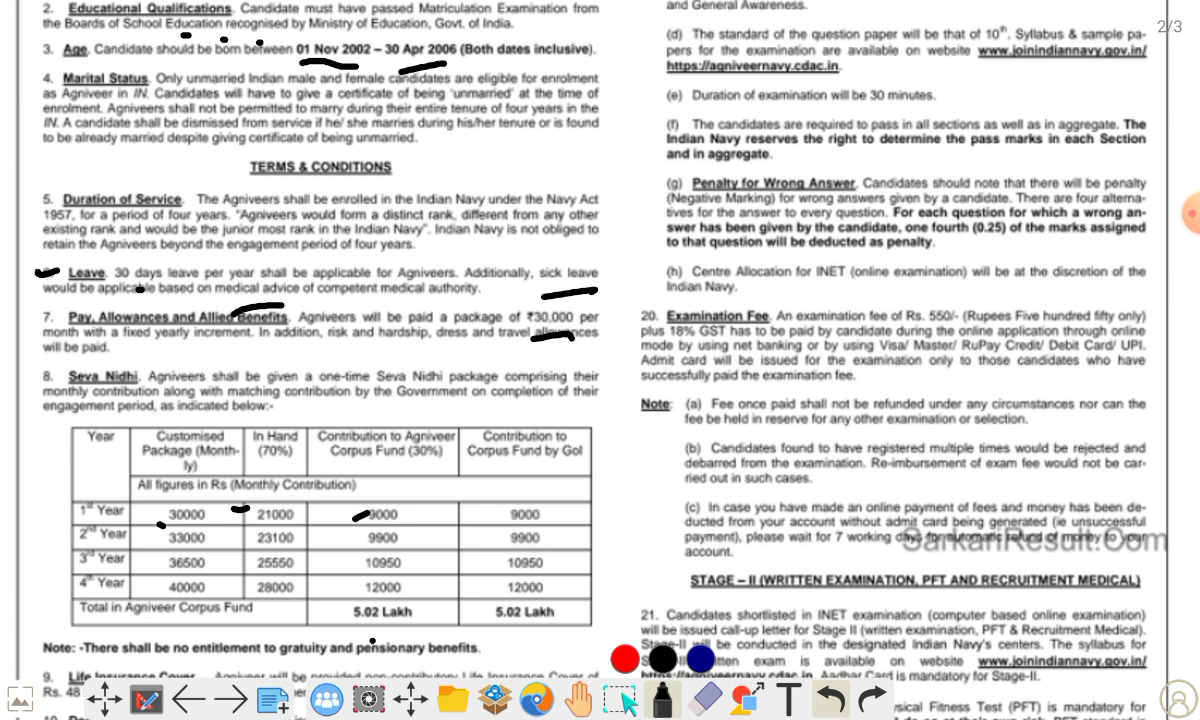 2. Educational Qualifications. Candidate must have passed Matriculation Examination from
the Boards of School Education recognised by Ministry of Education, Govt. of India.
3. Age. Candidate should be born between 01 Nov 2002 – 30 Apr 2006 (Both dates inclusive).
4. Marital Status. Only unmarried Indian male and female candidates are eligible for enrolment
as Agniveer in IN. Candidates will have to give a certificate of being 'unmarried' at the time of
enrolment. Agniveers shall not be permitted to marry during their entire tenure of four years in the
IN. A candidate shall be dismissed from service if he/ she marries during his/her tenure or is found
to be already married despite giving certificate of being unmarried.
TERMS & CONDITIONS
5. Duration of Service. The Agniveers shall be enrolled in the Indian Navy under the Navy Act
1957, for a period of four years. "Agniveers would form a distinct rank, different from any other
existing rank and would be the junior most rank in the Indian Navy". Indian Navy is not obliged to
retain the Agniveers beyond the engagement period of four years.
Leave. 30 days leave per year shall be applicable for Agniveers. Additionally, sick leave
would be applicable based on medical advice of competent medical authority.
7. Pay, Allowances and Allied Benefits. Agniveers will be paid a package of ₹30,000 per
month with a fixed yearly increment. In addition, risk and hardship, dress and travel allowances
will be paid.
8. Seva Nidhi. Agniveers shall be given a one-time Seva Nidhi package comprising their
monthly contribution along with matching contribution by the Government on completion of their
engagement period, as indicated below:-
Year Customised Package (Month-ly) In Hand (70%) Contribution to Agniveer Corpus Fund (30%) Contribution to Corpus Fund by GoI
All figures in Rs (Monthly Contribution)
1st Year 30000 21000 9000 9000
2nd Year 33000 23100 9900 9900
3rd Year 36500 25550 10950 10950
4th Year 40000 28000 12000 12000
Total in Agniveer Corpus Fund 5.02 Lakh 5.02 Lakh
Note: -There shall be no entitlement to gratuity and pensionary benefits.
9. Life Insurance Cover. Agniveer will be provided non-contributory Life Insurance Cover of
Rs. 48
and General Awareness.
2/3
(d) The standard of the question paper will be that of 10th. Syllabus & sample pa-
pers for the examination are available on website www.joinindiannavy.gov.in/
https://agniveernavy.cdac.in.
(e) Duration of examination will be 30 minutes.
(f) The candidates are required to pass in all sections as well as in aggregate. The
Indian Navy reserves the right to determine the pass marks in each Section
and in aggregate.
(g) Penalty for Wrong Answer. Candidates should note that there will be penalty
(Negative Marking) for wrong answers given by a candidate. There are four alterna-
tives for the answer to every question. For each question for which a wrong an-
swer has been given by the candidate, one fourth (0.25) of the marks assigned
to that question will be deducted as penalty.
(h) Centre Allocation for INET (online examination) will be at the discretion of the
Indian Navy.
20. Examination Fee. An examination fee of Rs. 550/- (Rupees Five hundred fifty only)
plus 18% GST has to be paid by candidate during the online application through online
mode by using net banking or by using Visa/ Master/ RuPay Credit/ Debit Card/ UPI.
Admit card will be issued for the examination only to those candidates who have
successfully paid the examination fee.
Note: (a) Fee once paid shall not be refunded under any circumstances nor can the
fee be held in reserve for any other examination or selection.
(b) Candidates found to have registered multiple times would be rejected and
debarred from the examination. Re-imbursement of exam fee would not be car-
ried out in such cases.
(c) In case you have made an online payment of fees and money has been de-
ducted from your account without admit card being generated (ie unsuccessful
payment), please wait for 7 working days for automatic refund of money to your
account.
SarkariResult.Com
STAGE – II (WRITTEN EXAMINATION, PFT AND RECRUITMENT MEDICAL)
21. Candidates shortlisted in INET examination (computer based online examination)
will be issued call-up letter for Stage II (written examination, PFT & Recruitment Medical).
Stage-II will be conducted in the designated Indian Navy's centers. The syllabus for
written exam is available on website www.joinindiannavy.gov.in/
https://agniveernavy.cdac.in. Aadhar Card is mandatory for Stage-II.
Physical Fitness Test (PFT) is mandatory for